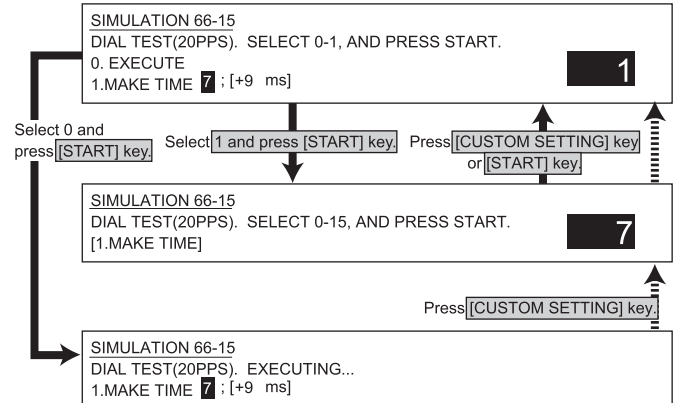 SIMULATION 66-15
DIAL TEST(20PPS). SELECT 0-1, AND PRESS START.
0. EXECUTE
1
1.MAKE TIME 7 ; [+9 ms]
Select 0 and
press [START] key.
Select 1 and press [START] key.
Press [CUSTOM SETTING] key
or [START] key.
SIMULATION 66-15
DIAL TEST(20PPS). SELECT 0-15, AND PRESS START.
7
[1.MAKE TIME]
Press [CUSTOM SETTING] key.
SIMULATION 66-15
DIAL TEST(20PPS). EXECUTING...
1.MAKE TIME 7 ; [+9 ms]